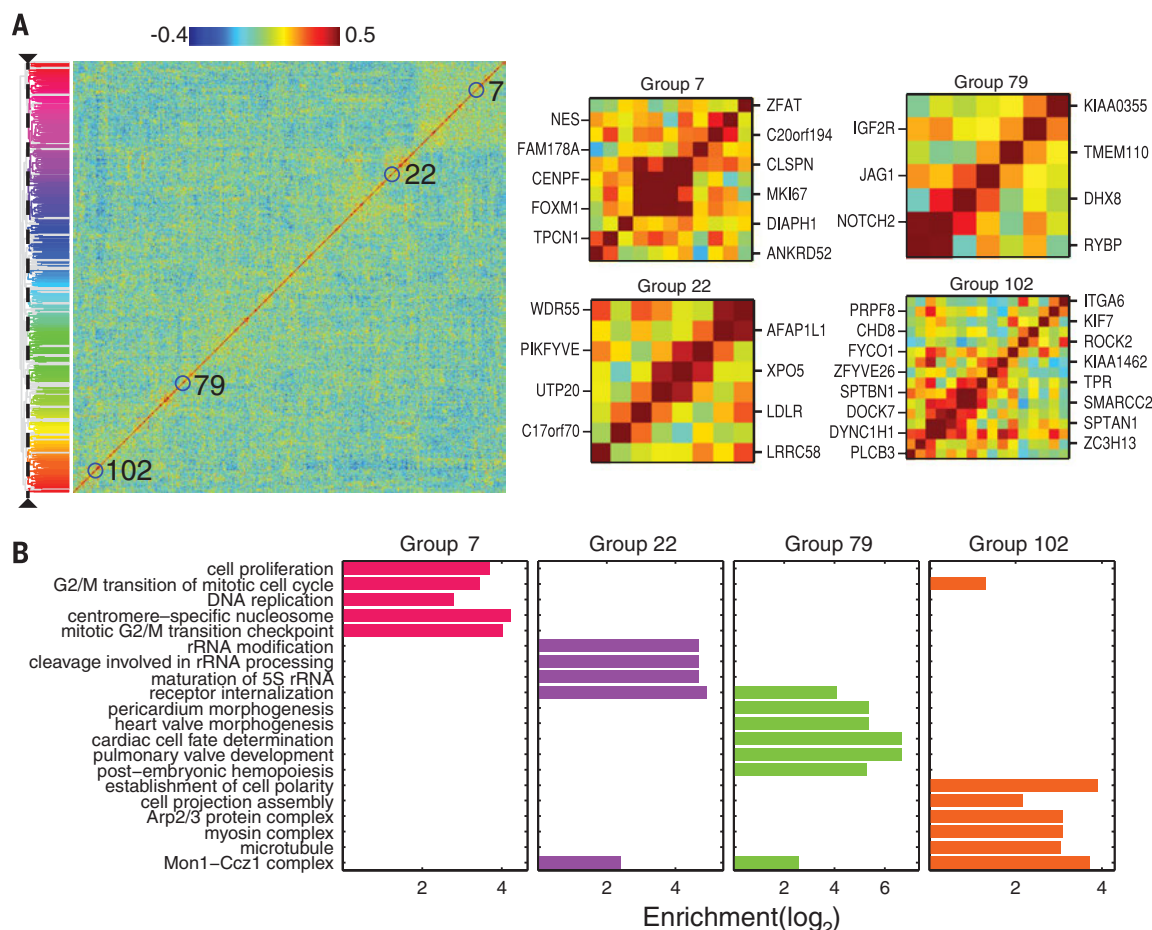 A
-0.4
0.5
7
22
79
102
Group 7
NES
FAM178A
CENPF
FOXM1
TPCN1
ZFAT
C20orf194
CLSPN
MKI67
DIAPH1
ANKRD52
Group 79
IGF2R
JAG1
NOTCH2
KIAA0355
TMEM110
DHX8
RYBP
Group 22
WDR55
PIKFYVE
UTP20
C17orf70
AFAP1L1
XPO5
LDLR
LRRC58
Group 102
PRPF8
CHD8
FYCO1
ZFYVE26
SPTBN1
DOCK7
DYNC1H1
PLCB3
ITGA6
KIF7
ROCK2
KIAA1462
TPR
SMARCC2
SPTAN1
ZC3H13
B
Group 7
Group 22
Group 79
Group 102
cell proliferation
G2/M transition of mitotic cell cycle
DNA replication
centromere-specific nucleosome
mitotic G2/M transition checkpoint
rRNA modification
cleavage involved in rRNA processing
maturation of 5S rRNA
receptor internalization
pericardium morphogenesis
heart valve morphogenesis
cardiac cell fate determination
pulmonary valve development
post-embryonic hemopoiesis
establishment of cell polarity
cell projection assembly
Arp2/3 protein complex
myosin complex
microtubule
Mon1-Ccz1 complex
2 4
2 4
2 4 6
2 4
Enrichment(log₂)